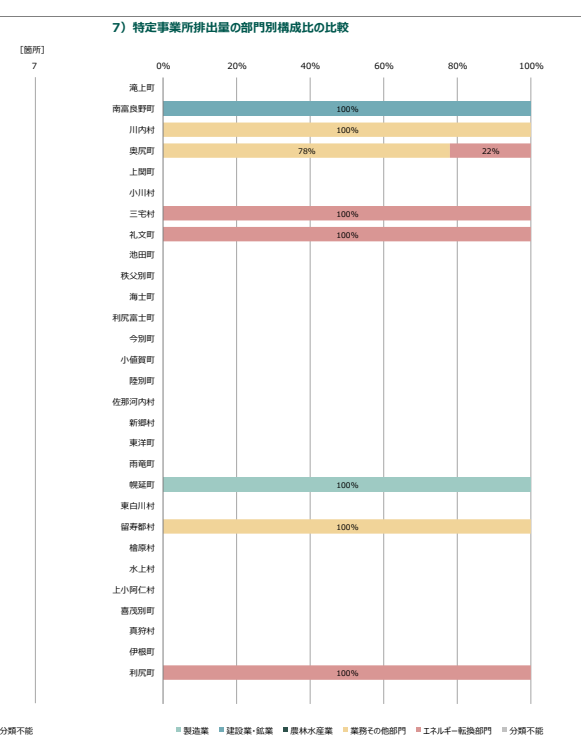 7）特定事業所排出量の部門別構成比の比較
[箇所]
7
0% 20% 40% 60% 80% 100%
滝上町
南富良野町 100%
川内村 100%
奥尻町 78% 22%
上関町
小川村
三宅村 100%
礼文町 100%
池田町
秩父別町
海士町
利尻富士町
今別町
小値賀町
陸別町
佐那河内村
新郷村
東洋町
雨竜町
幌延町 100%
東白川村
留寿都村 100%
檜原村
水上村
上小阿仁村
喜茂別町
真狩村
伊根町
利尻町 100%
分類不能
製造業 建設業・鉱業 農林水産業 業務その他部門 エネルギー転換部門 分類不能